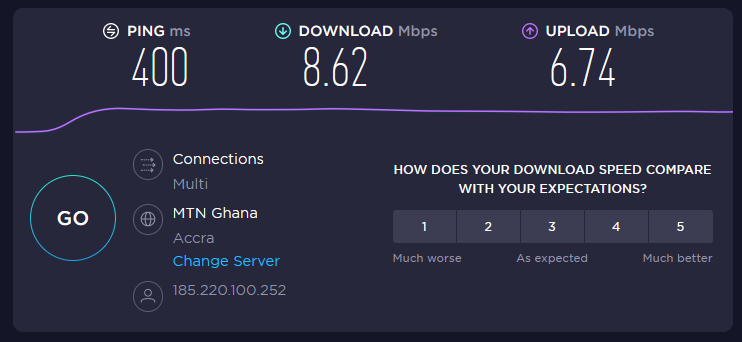 PING ms
400
DOWNLOAD Mbps
8.62
UPLOAD Mbps
6.74
GO
Connections
Multi
MTN Ghana
Accra
Change Server
185.220.100.252
HOW DOES YOUR DOWNLOAD SPEED COMPARE
WITH YOUR EXPECTATIONS?
1 2 3 4 5
Much worse As expected Much better